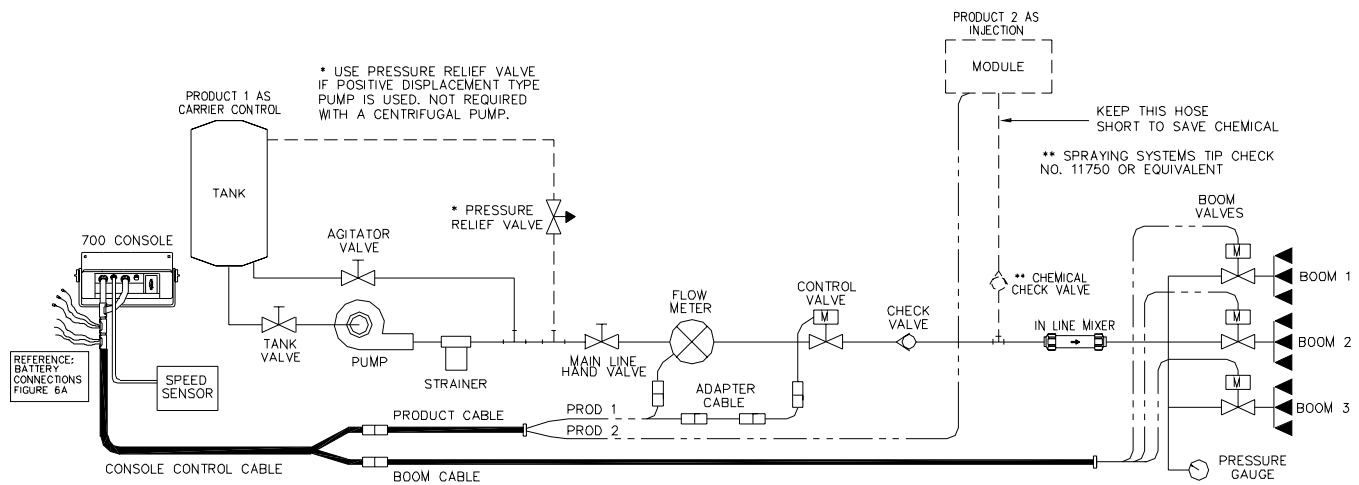 PRODUCT 2 AS
INJECTION
MODULE
* USE PRESSURE RELIEF VALVE
IF POSITIVE DISPLACEMENT TYPE
PUMP IS USED. NOT REQUIRED
WITH A CENTRIFUGAL PUMP.
PRODUCT 1 AS
CARRIER CONTROL
KEEP THIS HOSE
SHORT TO SAVE CHEMICAL
** SPRAYING SYSTEMS TIP CHECK
NO. 11750 OR EQUIVALENT
TANK
* PRESSURE
RELIEF VALVE
BOOM
VALVES
700 CONSOLE
AGITATOR
VALVE
M
BOOM 1
** CHEMICAL
CHECK VALVE
FLOW
METER
CONTROL
VALVE
M
CHECK
VALVE
IN LINE MIXER
M
BOOM 2
TANK
VALVE
PUMP
STRAINER
MAIN LINE
HAND VALVE
REFERENCE:
BATTERY
CONNECTIONS
FIGURE 6A
SPEED
SENSOR
ADAPTER
CABLE
M
BOOM 3
PRODUCT CABLE
PROD 1
PROD 2
CONSOLE CONTROL CABLE
BOOM CABLE
PRESSURE
GAUGE